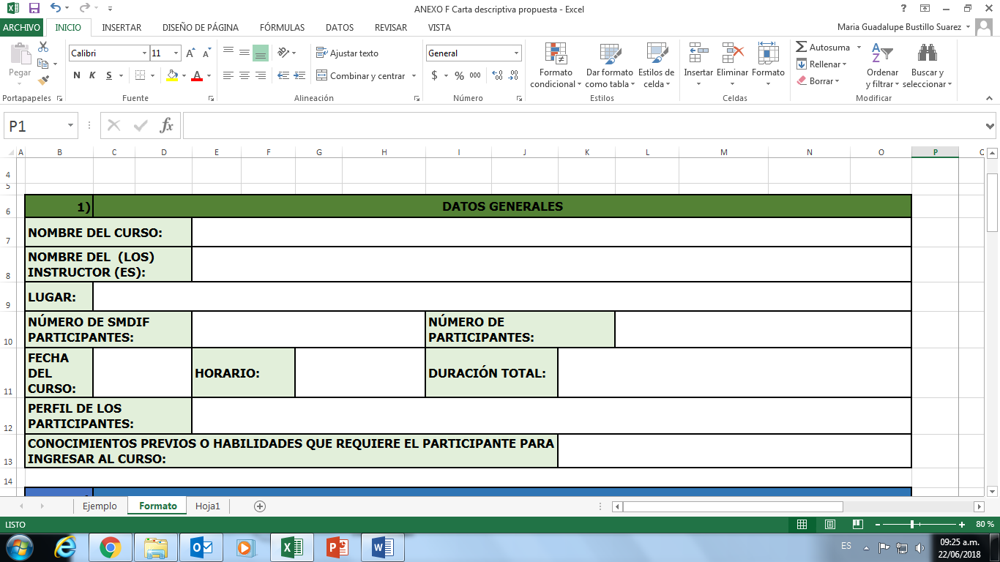 ANEXO F Carta descriptiva propuesta - Excel
?
ARCHIVO INICIO INSERTAR DISEÑO DE PÁGINA FÓRMULAS DATOS REVISAR VISTA Maria Guadalupe Bustillo Suarez
Pegar
Calibri 11
N K S A
Ajustar texto
Combinar y centrar
General
$ % 000
Formato condicional
Dar formato como tabla
Estilos de celda
Insertar Eliminar Formato
Autosuma
Rellenar
Borrar
Ordenar y filtrar
Buscar y seleccionar
Portapapeles Fuente Alineación Número Estilos Celdas Modificar
P1 fx
A B C D E F G H I J K L M N O P
4
5
6 1) DATOS GENERALES
7 NOMBRE DEL CURSO:
NOMBRE DEL (LOS)
8 INSTRUCTOR (ES):
9 LUGAR:
NÚMERO DE SMDIF NÚMERO DE
10 PARTICIPANTES: PARTICIPANTES:
FECHA
DEL HORARIO: DURACIÓN TOTAL:
11 CURSO:
PERFIL DE LOS
12 PARTICIPANTES:
CONOCIMIENTOS PREVIOS O HABILIDADES QUE REQUIERE EL PARTICIPANTE PARA
13 INGRESAR AL CURSO:
14
Ejemplo Formato Hoja1
LISTO 80 %
ES 09:25 a.m.
22/06/2018